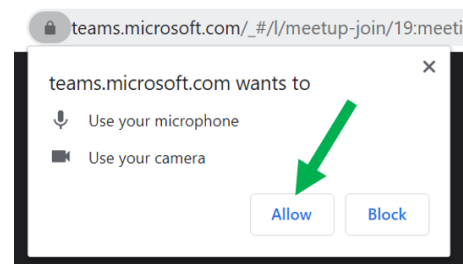 teams.microsoft.com/_#/l/meetup-join/19:meeti
teams.microsoft.com wants to
Use your microphone
Use your camera
Allow Block